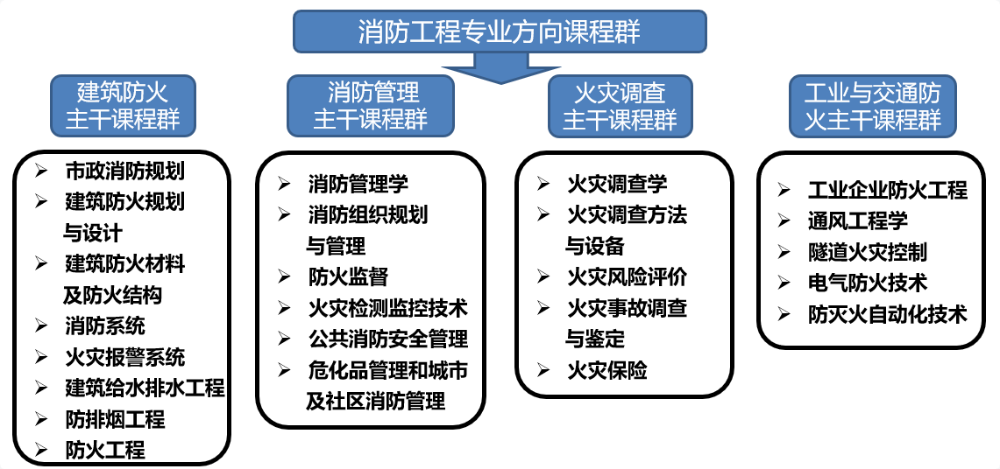 消防工程专业方向课程群
建筑防火
主干课程群
市政消防规划
建筑防火规划
与设计
建筑防火材料
及防火结构
消防系统
火灾报警系统
建筑给水排水工程
防排烟工程
防火工程
消防管理
主干课程群
消防管理学
消防组织规划
与管理
防火监督
火灾检测监控技术
公共消防安全管理
危化品管理和城市
及社区消防管理
火灾调查
主干课程群
火灾调查学
火灾调查方法
与设备
火灾风险评价
火灾事故调查
与鉴定
火灾保险
工业与交通防
火主干课程群
工业企业防火工程
通风工程学
隧道火灾控制
电气防火技术
防灭火自动化技术